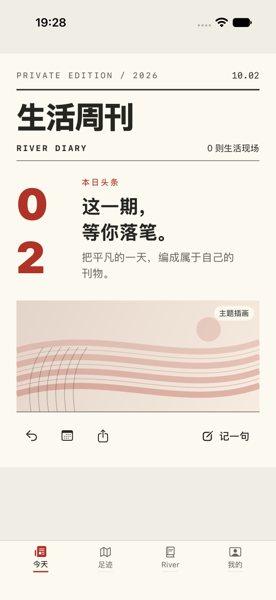 19:28
PRIVATE EDITION / 2026
10.02
生活周刊
RIVER DIARY
0 则生活现场
本日头条
0
2
这一期，
等你落笔。
把平凡的一天，编成属于自己的
刊物。
主题插画
记一句
今天
足迹
River
我的